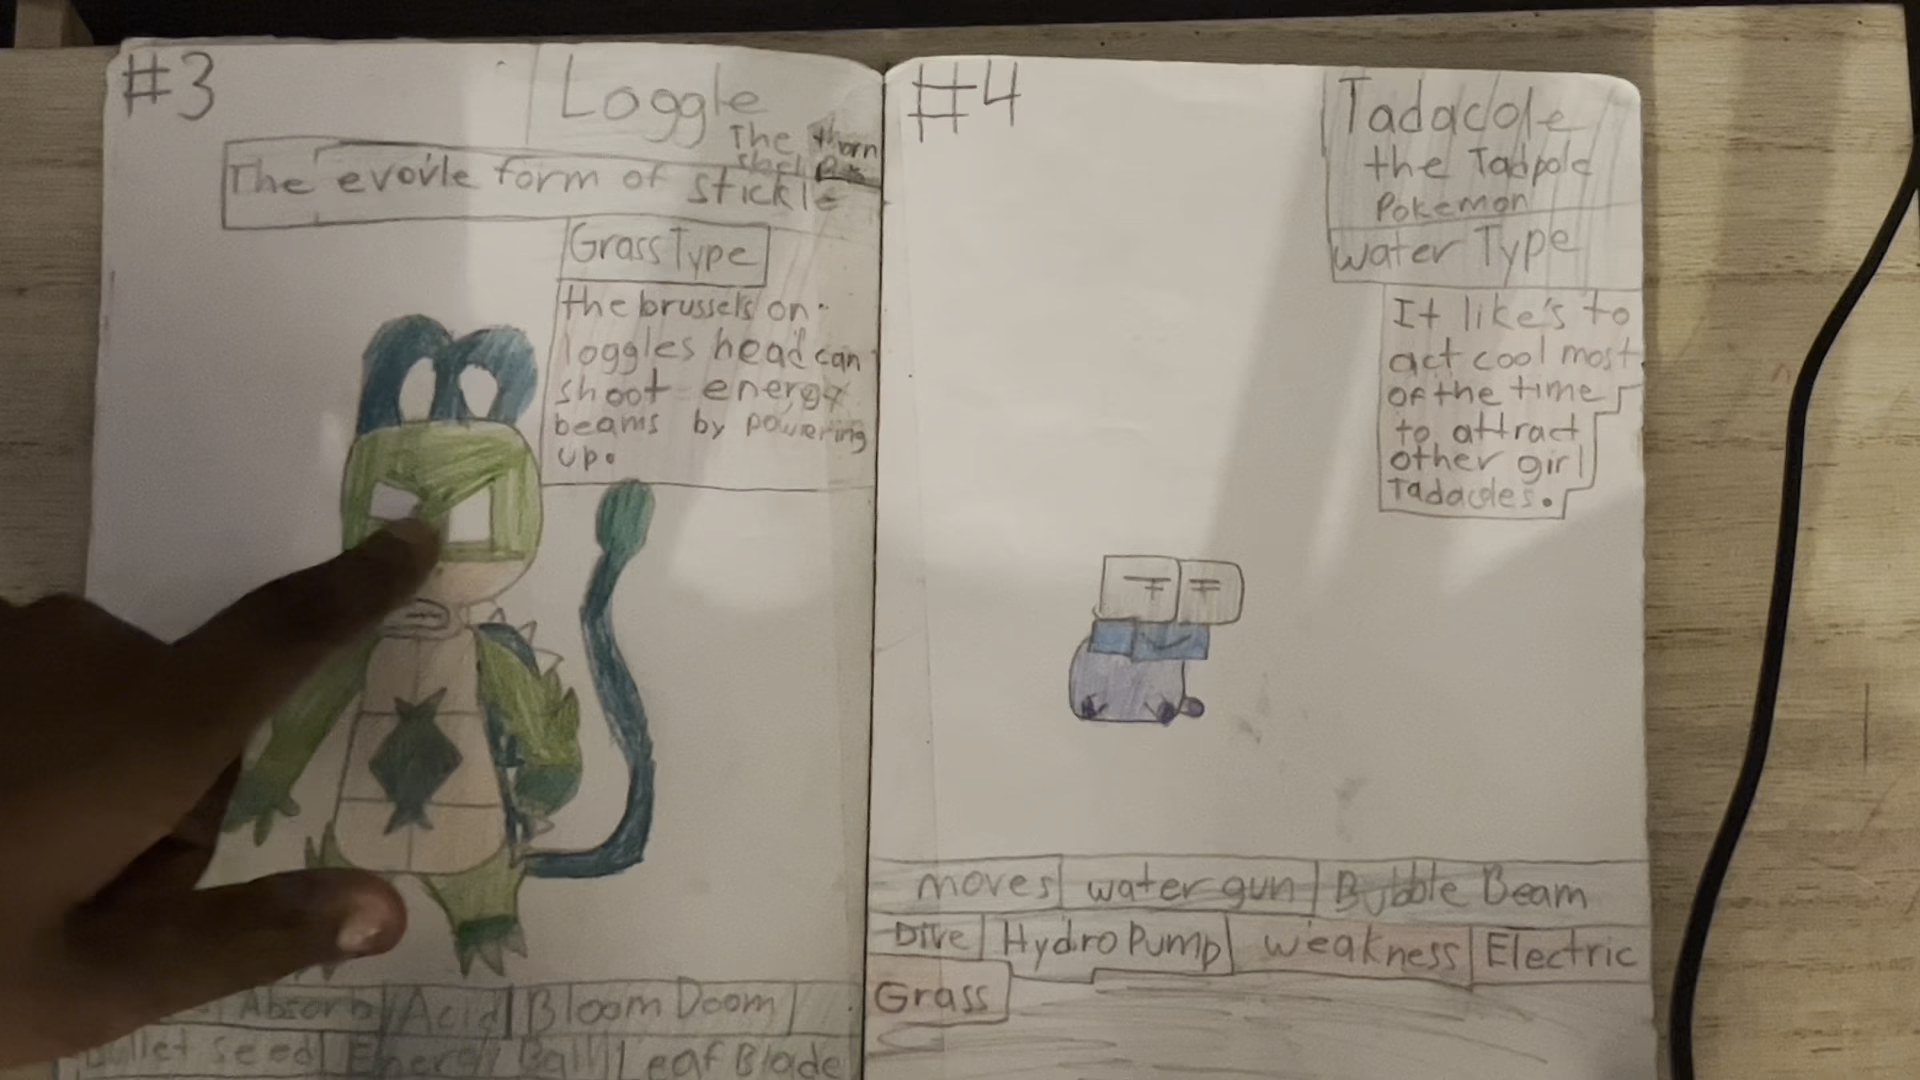 #3
Loggle
The thorn
The evovle form of stickle
Grass Type
the brussels on
loggles head can
shoot energy
beams by powering
up.
Absorb Acid Bloom Doom
Bullet seed Energy Ball Leaf Blade
#4
Tadacole
the Tadpole
Pokemon
water Type
It like's to
act cool most
of the time
to attract
other girl
Tadacoles.
moves water gun Bubble Beam
Dive Hydro Pump weakness Electric
Grass